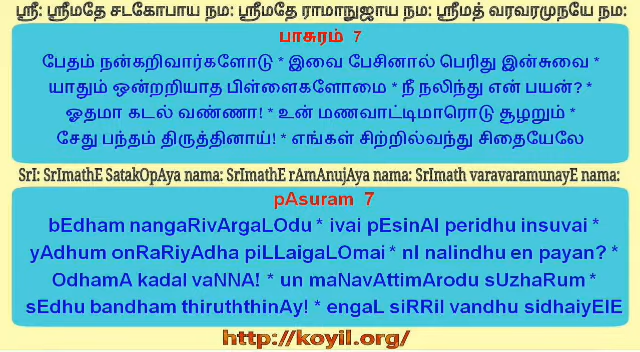 ஸ்ரீ: ஸ்ரீமதே சடகோபாய நம: ஸ்ரீமதே ராமாநுஜாய நம: ஸ்ரீமத் வரவரமுநயே நம:
பாசுரம் 7
பேதம் நன்கறிவார்களோடு * இவை பேசினால் பெரிது இன்சுவை *
யாதும் ஒன்றறியாத பிள்ளைகளோமை * நீ நலிந்து என் பயன்? *
ஓதமா கடல் வண்ணா! * உன் மணவாட்டிமாரொடு சூழறும் *
சேது பந்தம் திருத்தினாய்! * எங்கள் சிற்றில்வந்து சிதையேலே
SrI: SrImathE SatakOpAya nama: SrImathE rAmAnujAya nama: SrImath varavaramunayE nama:
pAsuram 7
bEdham nangaRivArgaLOdu * ivai pEsinAl peridhu insuvai *
yAdhum onRaRiyAdha piLLaigaLOmai * nI nalindhu en payan? *
OdhamA kadal vaNNA! * un maNavAttimArodu sUzhaRum *
sEdhu bandham thiruththinAy! * engaL siRRil vandhu sidhaiyElE
http://koyil.org/